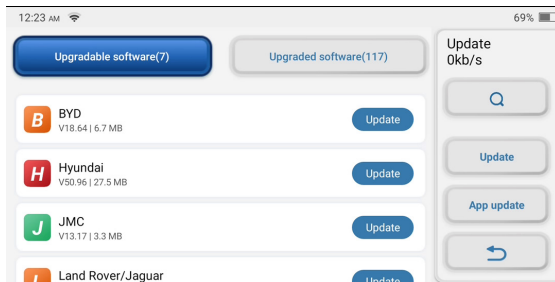 12:23 AM
69%
Upgradable software(7)
Upgraded software(117)
Update
0kb/s
B
BYD
V18.64 | 6.7 MB
Update
H
Hyundai
V50.96 | 27.5 MB
Update
Update
App update
J
JMC
V13.17 | 3.3 MB
Update
L
Land Rover/Jaguar
Update